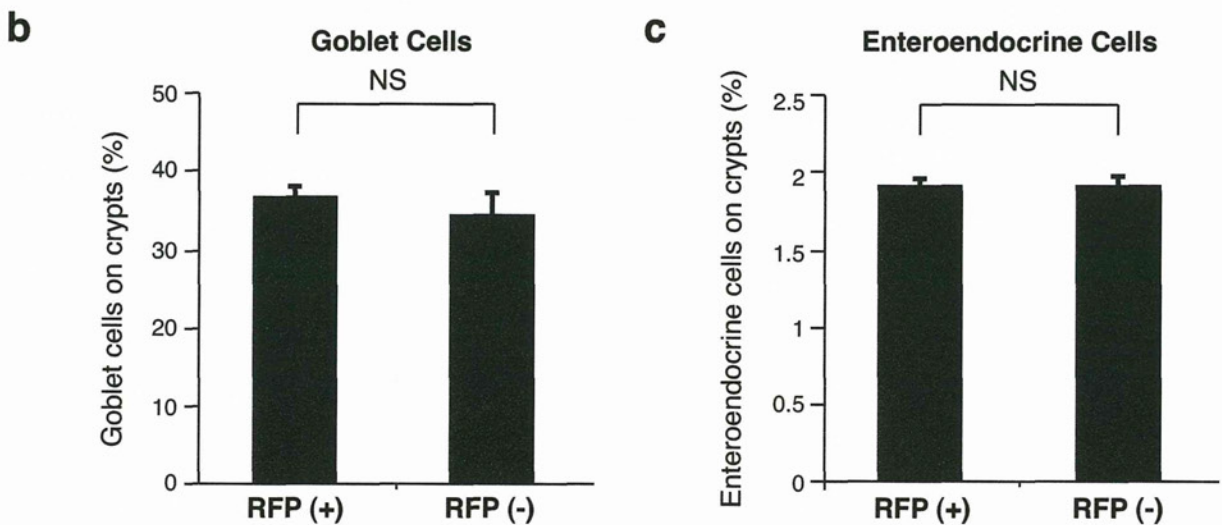 b
Goblet Cells
NS
Goblet cells on crypts (%)
50
40
30
20
10
0
RFP (+) RFP (-)
c
Enteroendocrine Cells
NS
Enteroendocrine cells on crypts (%)
2.5
2
1.5
1
0.5
0
RFP (+) RFP (-)